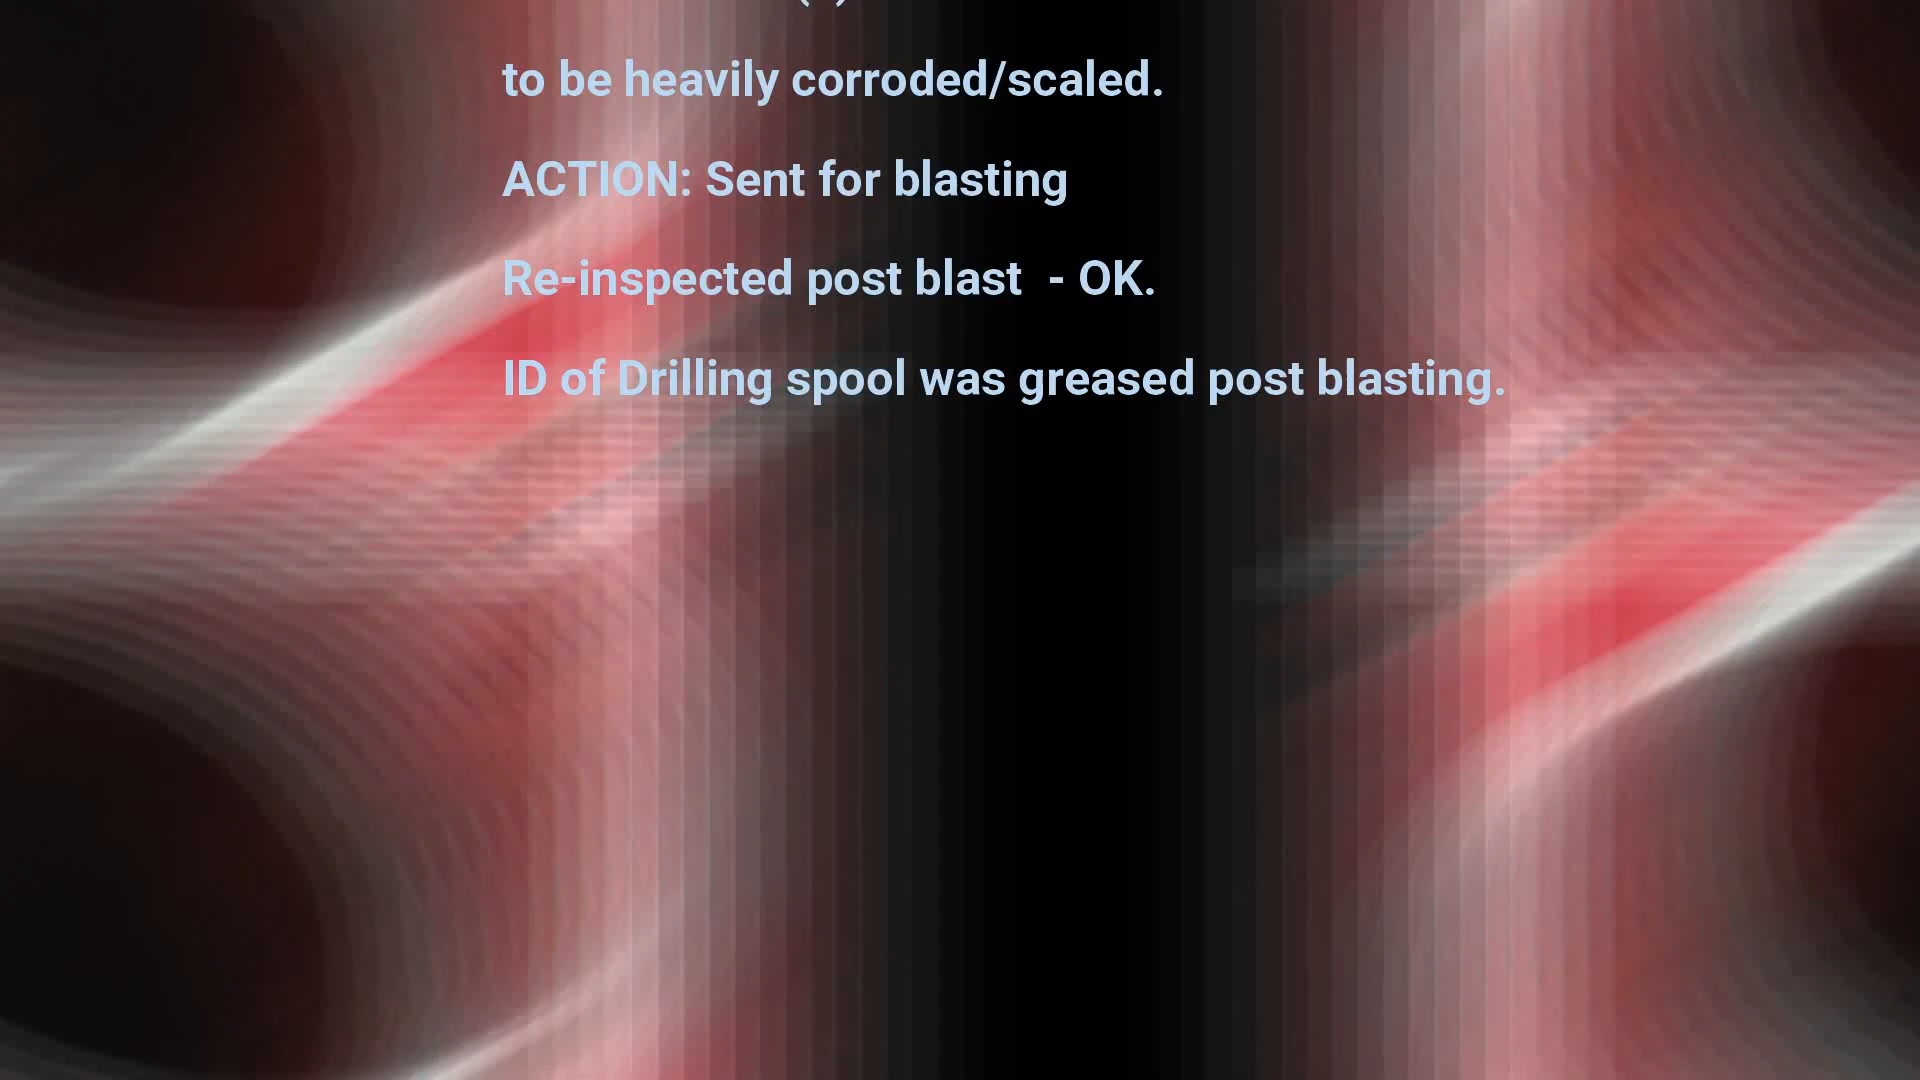 to be heavily corroded/scaled.
ACTION: Sent for blasting
Re-inspected post blast  - OK.
ID of Drilling spool was greased post blasting.